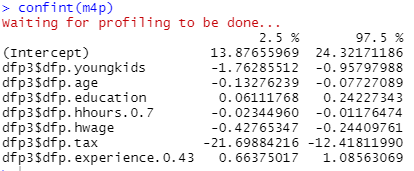 > confint(m4p)
Waiting for profiling to be done...
2.5 % 97.5 %
(Intercept) 13.87655969 24.32171186
dfp3$dfp.youngkids -1.76285512 -0.95797988
dfp3$dfp.age -0.13276239 -0.07727089
dfp3$dfp.education 0.06111768 0.24227343
dfp3$dfp.hhours.0.7 -0.02344960 -0.01176474
dfp3$dfp.hwage -0.42765347 -0.24409761
dfp3$dfp.tax -21.69884216 -12.41811990
dfp3$dfp.experience.0.43 0.66375017 1.08563069